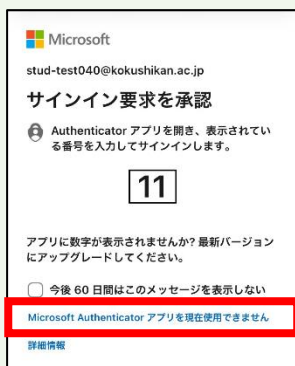 Microsoft
stud-test040@kokushikan.ac.jp
サインイン要求を承認
Authenticator アプリを開き、表示されてい
る番号を入力してサインインします。
11
アプリに数字が表示されませんか? 最新バージョン
にアップグレードしてください。
今後 60 日間はこのメッセージを表示しない
Microsoft Authenticator アプリを現在使用できません
詳細情報